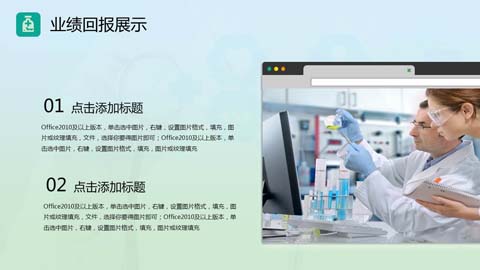 业绩回报展示
01 点击添加标题
Office2010及以上版本，单击选中图片，右键，设置图片格式，填充，图
片或纹理填充，文件，选择你要得图片即可；Office2010及以上版本，单
击选中图片，右键，设置图片格式，填充，图片或纹理填充
02 点击添加标题
Office2010及以上版本，单击选中图片，右键，设置图片格式，填充，图
片或纹理填充，文件，选择你要得图片即可；Office2010及以上版本，单
击选中图片，右键，设置图片格式，填充，图片或纹理填充